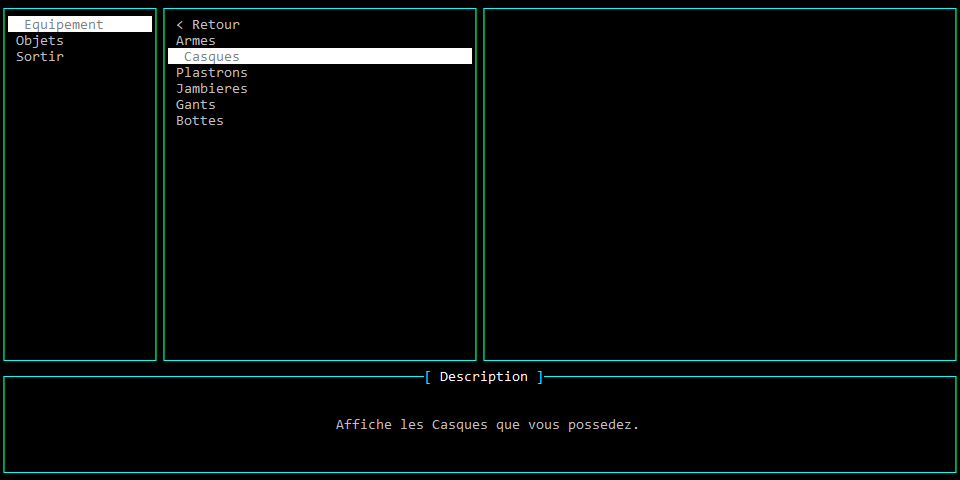 Equipement
Objets
Sortir
< Retour
Armes
Casques
Plastrons
Jambieres
Gants
Bottes
[ Description ]
Affiche les Casques que vous possedez.